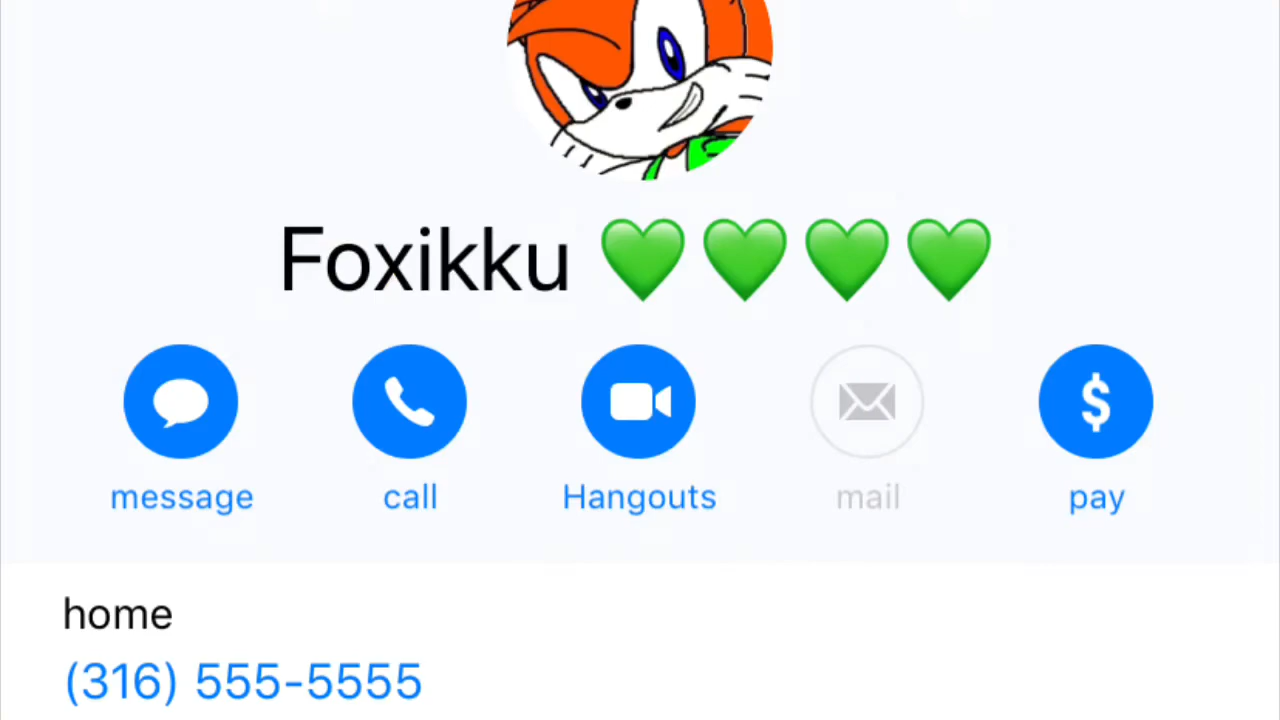 Foxikku 💚 💚 💚 💚
message call Hangouts mail pay
home
(316) 555-5555